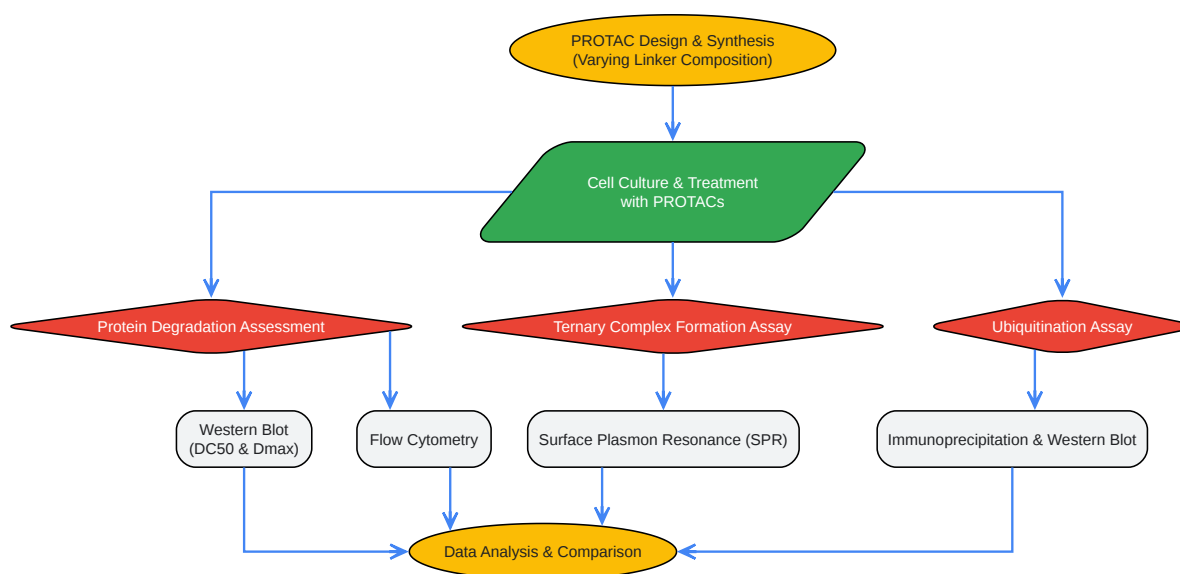 PROTAC Design & Synthesis
(Varying Linker Composition)
Cell Culture & Treatment
with PROTACs
Protein Degradation Assessment
Ternary Complex Formation Assay
Ubiquitination Assay
Western Blot
(DC50 & Dmax)
Flow Cytometry
Surface Plasmon Resonance (SPR)
Immunoprecipitation & Western Blot
Data Analysis & Comparison